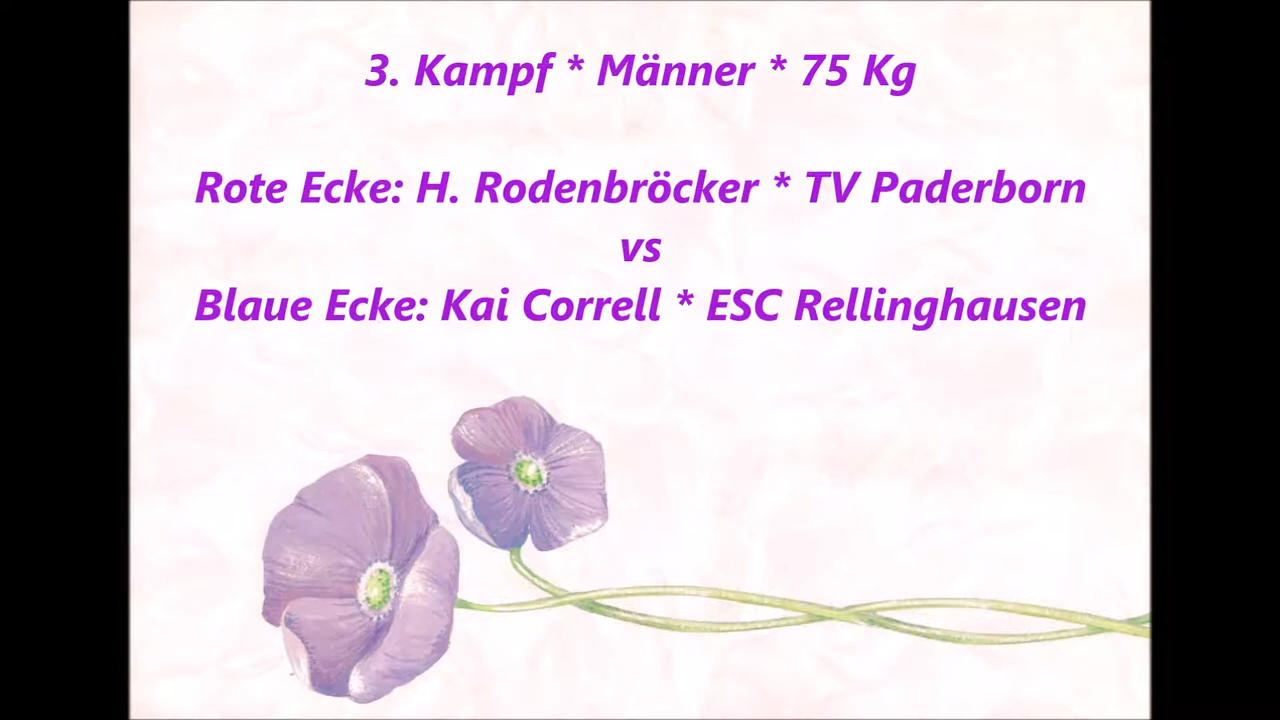 3. Kampf * Männer * 75 Kg
Rote Ecke: H. Rodenbröcker * TV Paderborn
vs
Blaue Ecke: Kai Correll * ESC Rellinghausen